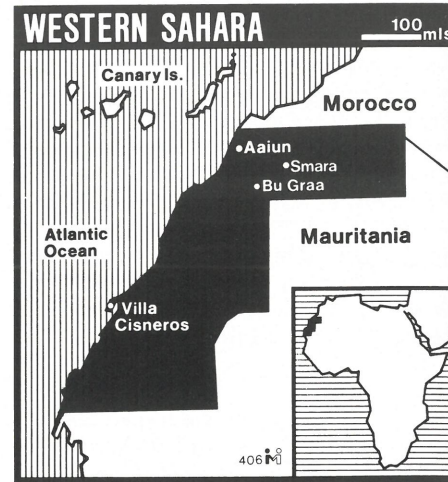 WESTERN SAHARA
100
mls
Canary Is.
Morocco
Aaiun
Smara
Bu Graa
Atlantic
Ocean
Mauritania
Villa
Cisneros
406